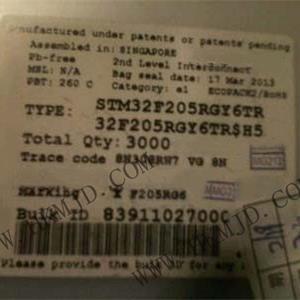 Manufactured under patents or patents pending
Assembled in: SINGAPORE
Pb-free 2nd Level Interconnect
MSL: N/A Bag seal date: 17 Mar 2013
PBT: 260 C Category: e1 ECOPACK2/RoHS
TYPE: STM32F205RGY6TR
32F205RGY6TR$H5
Total Qty: 3000
Trace code VG 8N
Marking F205RG6
Bulk ID 83911027000
Please provide the bulk ID for any